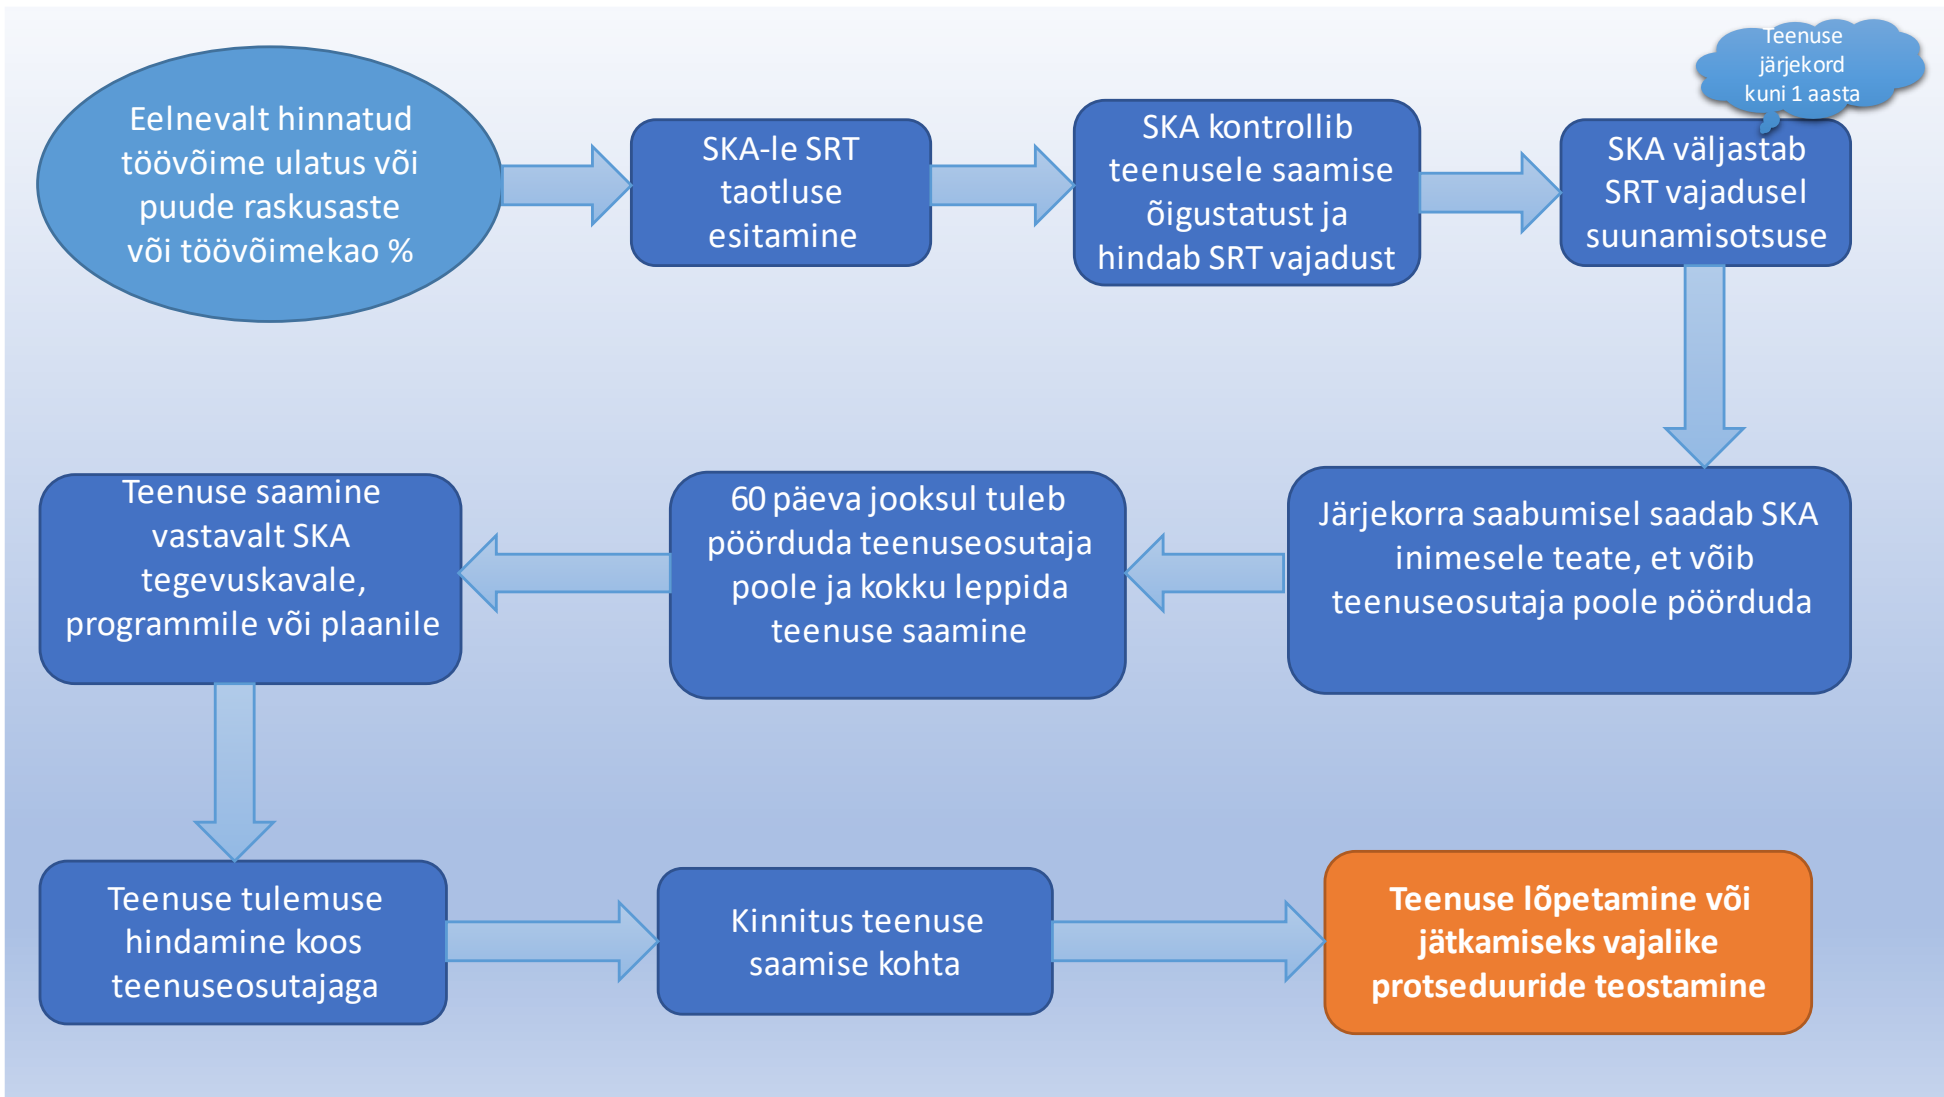 Eelnevalt hinnatud
töövõime ulatus või
puude raskusaste
või töövõimekao %
SKA-le SRT
taotluse
esitamine
SKA kontrollib
teenusele saamise
õigustatust ja
hindab SRT vajadust
Teenuse
järjekord
kuni 1 aasta
SKA väljastab
SRT vajadusel
suunamisotsuse
Järjekorra saabumisel saadab SKA
inimesele teate, et võib
teenuseosutaja poole pöörduda
60 päeva jooksul tuleb
pöörduda teenuseosutaja
poole ja kokku leppida
teenuse saamine
Teenuse saamine
vastavalt SKA
tegevuskavale,
programmile või plaanile
Teenuse tulemuse
hindamine koos
teenuseosutajaga
Kinnitus teenuse
saamise kohta
Teenuse lõpetamine või
jätkamiseks vajalike
protseduuride teostamine